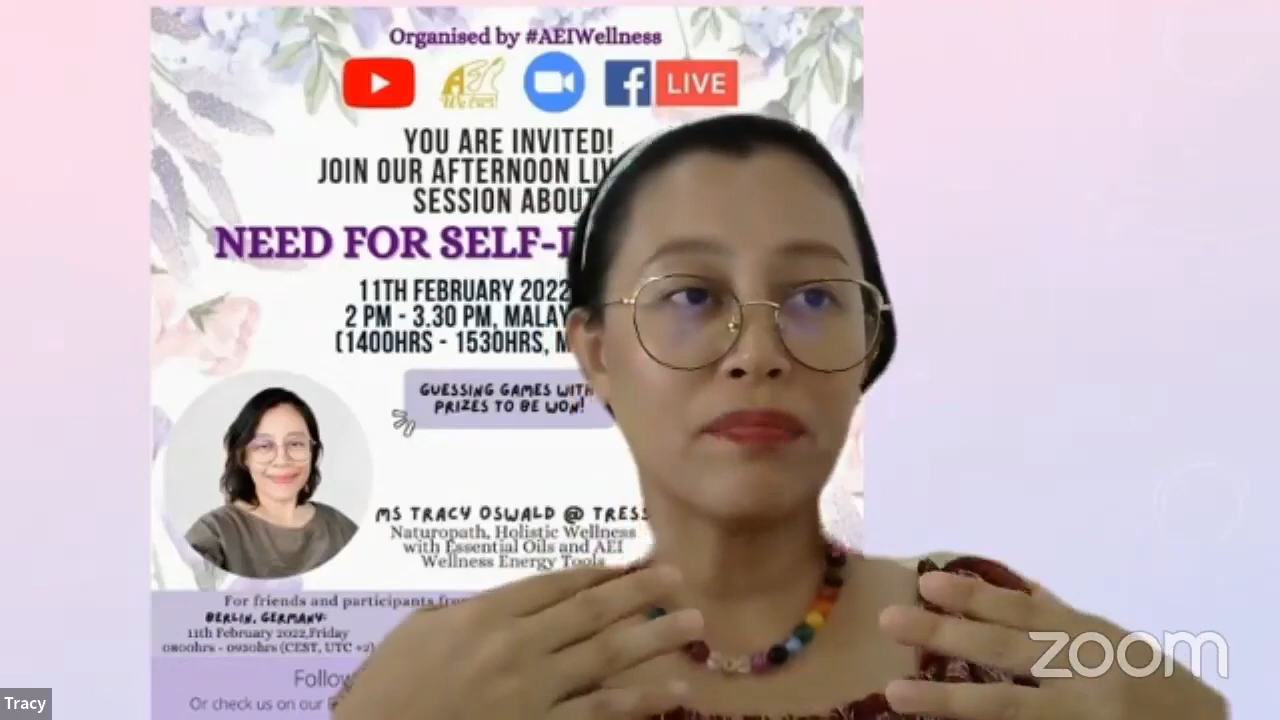 Organised by #AEIWellness
AEI
Wellness
LIVE
YOU ARE INVITED!
JOIN OUR AFTERNOON LIV
SESSION ABOUT
NEED FOR SELF-
11TH FEBRUARY 2022
2 PM - 3.30 PM, MALAY
(1400HRS - 1530HRS, M
GUESSING GAMES WITH
PRIZES TO BE WON!
MS TRACY OSWALD @ TRESS
Naturopath, Holistic Wellness
with Essential Oils and AEI
Wellness Energy Tools
For friends and participants from
BERLIN, GERMANY:
11th February 2022,Friday
0800hrs - 0930hrs (CEST, UTC +2)
Follow
Or check us on our
zoom
Tracy